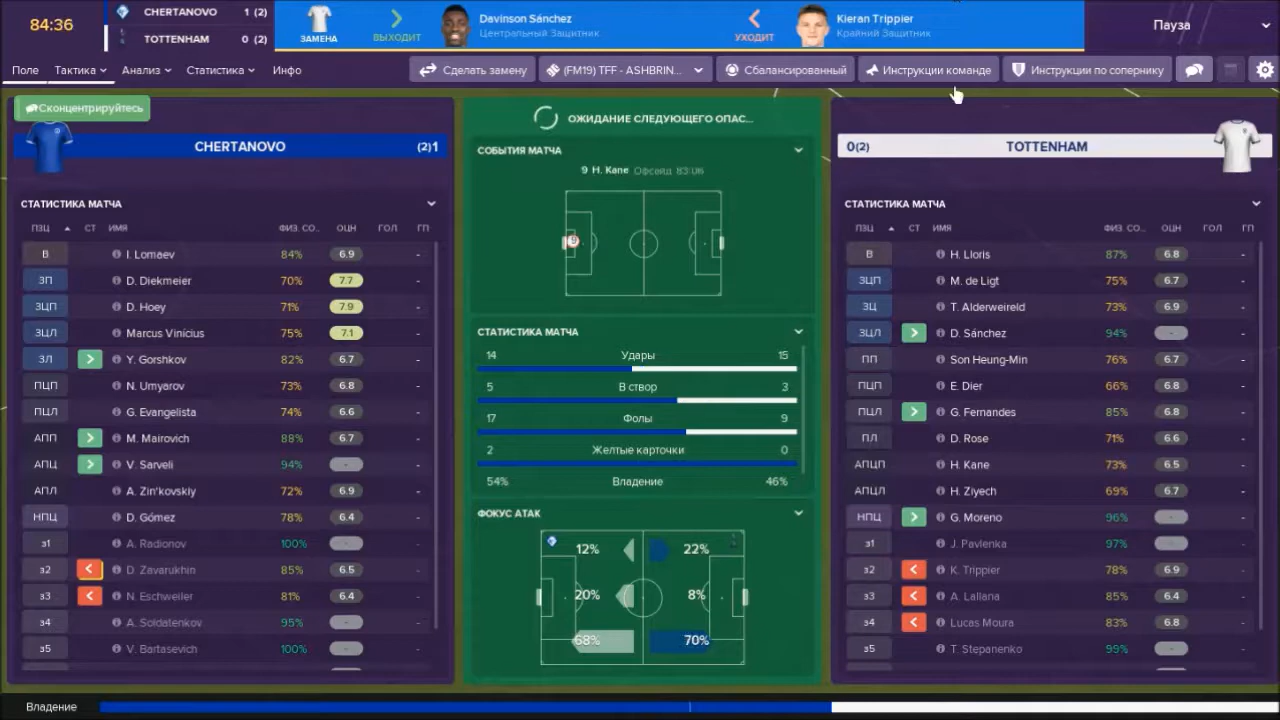 84:36
CHERTANOVO 1 (2)
TOTTENHAM 0 (2)
ЗАМЕНА
ВЫХОДИТ
Davinson Sánchez
Центральный Защитник
УХОДИТ
Kieran Trippier
Крайний Защитник
Пауза
Поле Тактика Анализ Статистика Инфо
Сделать замену
(FM19) TFF - ASHBRIN...
Сбалансированный
Инструкции команде
Инструкции по сопернику
Сконцентрируйтесь
CHERTANOVO (2)1
СТАТИСТИКА МАТЧА
ПЗЦ СТ ИМЯ ФИЗ. СО.. ОЦН ГОЛ ГП
В I. Lomaev 84% 6.9 -
ЗП D. Diekmeier 70% 7.7 -
ЗЦП D. Hoey 71% 7.9 -
ЗЦЛ Marcus Vinícius 75% 7.1 -
ЗЛ Y. Gorshkov 82% 6.7 -
ПЦП N. Umyarov 73% 6.8 -
ПЦЛ G. Evangelista 74% 6.6 -
АПП M. Mairovich 88% 6.7 -
АПЦ V. Sarveli 94% - -
АПЛ A. Zin'kovskiy 72% 6.9 -
НПЦ D. Gómez 78% 6.4 -
з1 A. Radionov 100% - -
з2 D. Zavarukhin 85% 6.5 -
з3 N. Eschweiler 81% 6.4 -
з4 A. Soldatenkov 95% - -
з5 V. Bartasevich 100% - -
ОЖИДАНИЕ СЛЕДУЮЩЕГО ОПАС...
СОБЫТИЯ МАТЧА
9 H. Kane Офсайд 83:06
9
СТАТИСТИКА МАТЧА
14 Удары 15
5 В створ 3
17 Фолы 9
2 Желтые карточки 0
54% Владение 46%
ФОКУС АТАК
12% 22%
20% 8%
68% 70%
0(2) TOTTENHAM
СТАТИСТИКА МАТЧА
ПЗЦ СТ ИМЯ ФИЗ. СО.. ОЦН ГОЛ ГП
В H. Lloris 87% 6.8 -
ЗЦП M. de Ligt 75% 6.7 -
ЗЦ T. Alderweireld 73% 6.9 -
ЗЦЛ D. Sánchez 94% - -
ПП Son Heung-Min 76% 6.7 -
ПЦП E. Dier 66% 6.8 -
ПЦЛ G. Fernandes 85% 6.8 -
ПЛ D. Rose 71% 6.6 -
АПЦП H. Kane 73% 6.5 -
АПЦЛ H. Ziyech 69% 6.7 -
НПЦ G. Moreno 96% - -
з1 J. Pavlenka 97% - -
з2 K. Trippier 78% 6.9 -
з3 A. Lallana 85% 6.4 -
з4 Lucas Moura 83% 6.8 -
з5 T. Stepanenko 99% - -
Владение